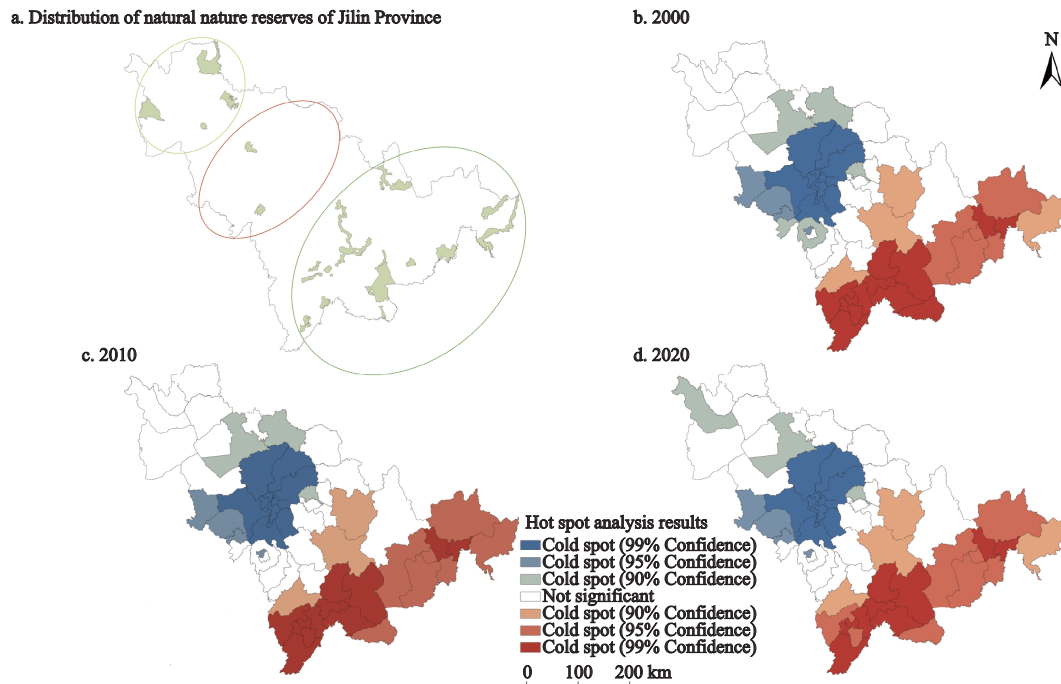 a. Distribution of natural nature reserves of Jilin Province
b. 2000
N
c. 2010
d. 2020
Hot spot analysis results
Cold spot (99% Confidence)
Cold spot (95% Confidence)
Cold spot (90% Confidence)
Not significant
Cold spot (90% Confidence)
Cold spot (95% Confidence)
Cold spot (99% Confidence)
0 100 200 km